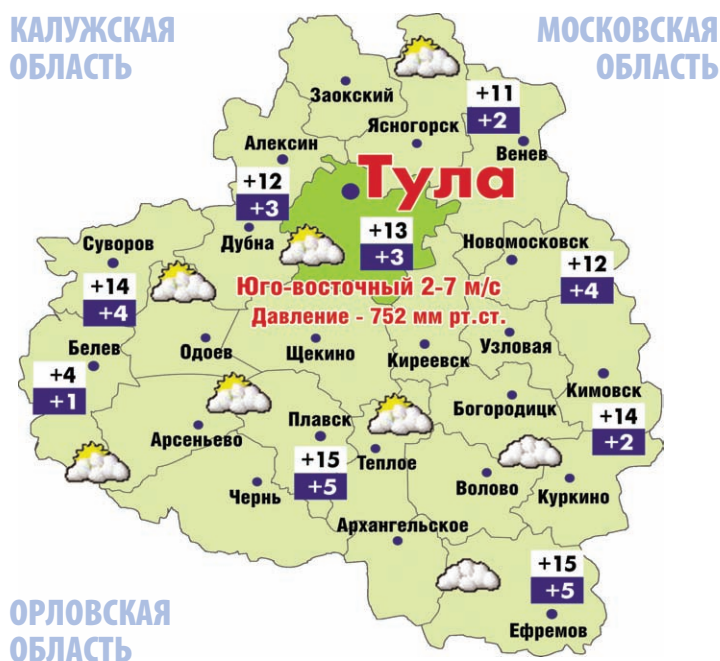 КАЛУЖСКАЯ
ОБЛАСТЬ
МОСКОВСКАЯ
ОБЛАСТЬ
Заокский
+11
+2
Ясногорск
Венев
Алексин
Тула
+12
+3
+13
+3
Суворов
Дубна
Новомосковск
+12
+4
+14
+4
Юго-восточный 2-7 м/с
Давление - 752 мм рт.ст.
Белев
Одоев
Щекино
Киреевск
Узловая
+4
+1
Кимовск
Богородицк
+14
+2
Арсеньево
Плавск
+15
+5
Теплое
Чернь
Волово
Куркино
Архангельское
+15
+5
Ефремов
ОРЛОВСКАЯ
ОБЛАСТЬ